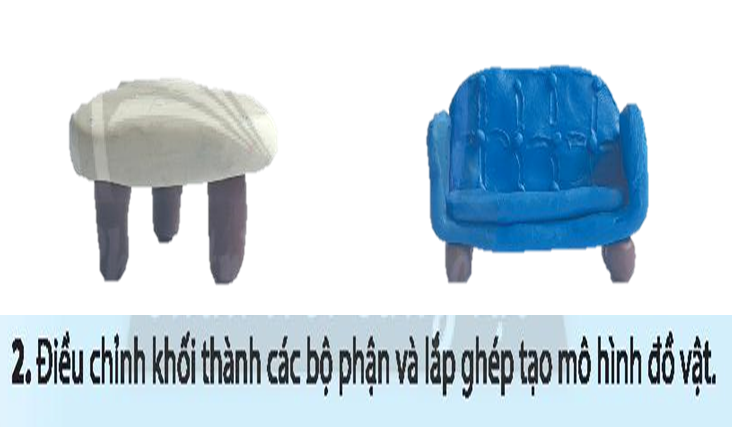 2. Điều chỉnh khối thành các bộ phận và lắp ghép tạo mô hình đồ vật.